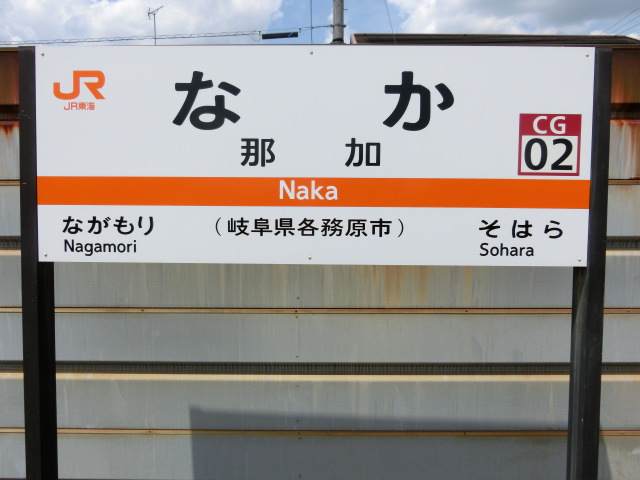 JR
JR東海
なか
那加
CG
02
Naka
ながもり
Nagamori
（岐阜県各務原市）
そはら
Sohara